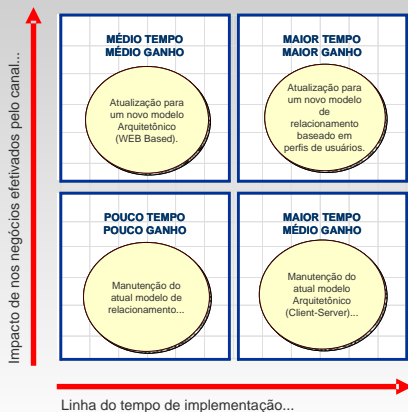 Impacto de nos negócios efetivados pelo canal...
MÉDIO TEMPO
MÉDIO GANHO
Atualização para
um novo modelo
Arquitetônico
(WEB Based).
MAIOR TEMPO
MAIOR GANHO
Atualização para
um novo modelo
de
relacionamento
baseado em
perfis de usuários.
POUCO TEMPO
POUCO GANHO
Manutenção do
atual modelo de
relacionamento...
MAIOR TEMPO
MÉDIO GANHO
Manutenção do
atual modelo
Arquitetônico
(Client-Server)...
Linha do tempo de implementação...